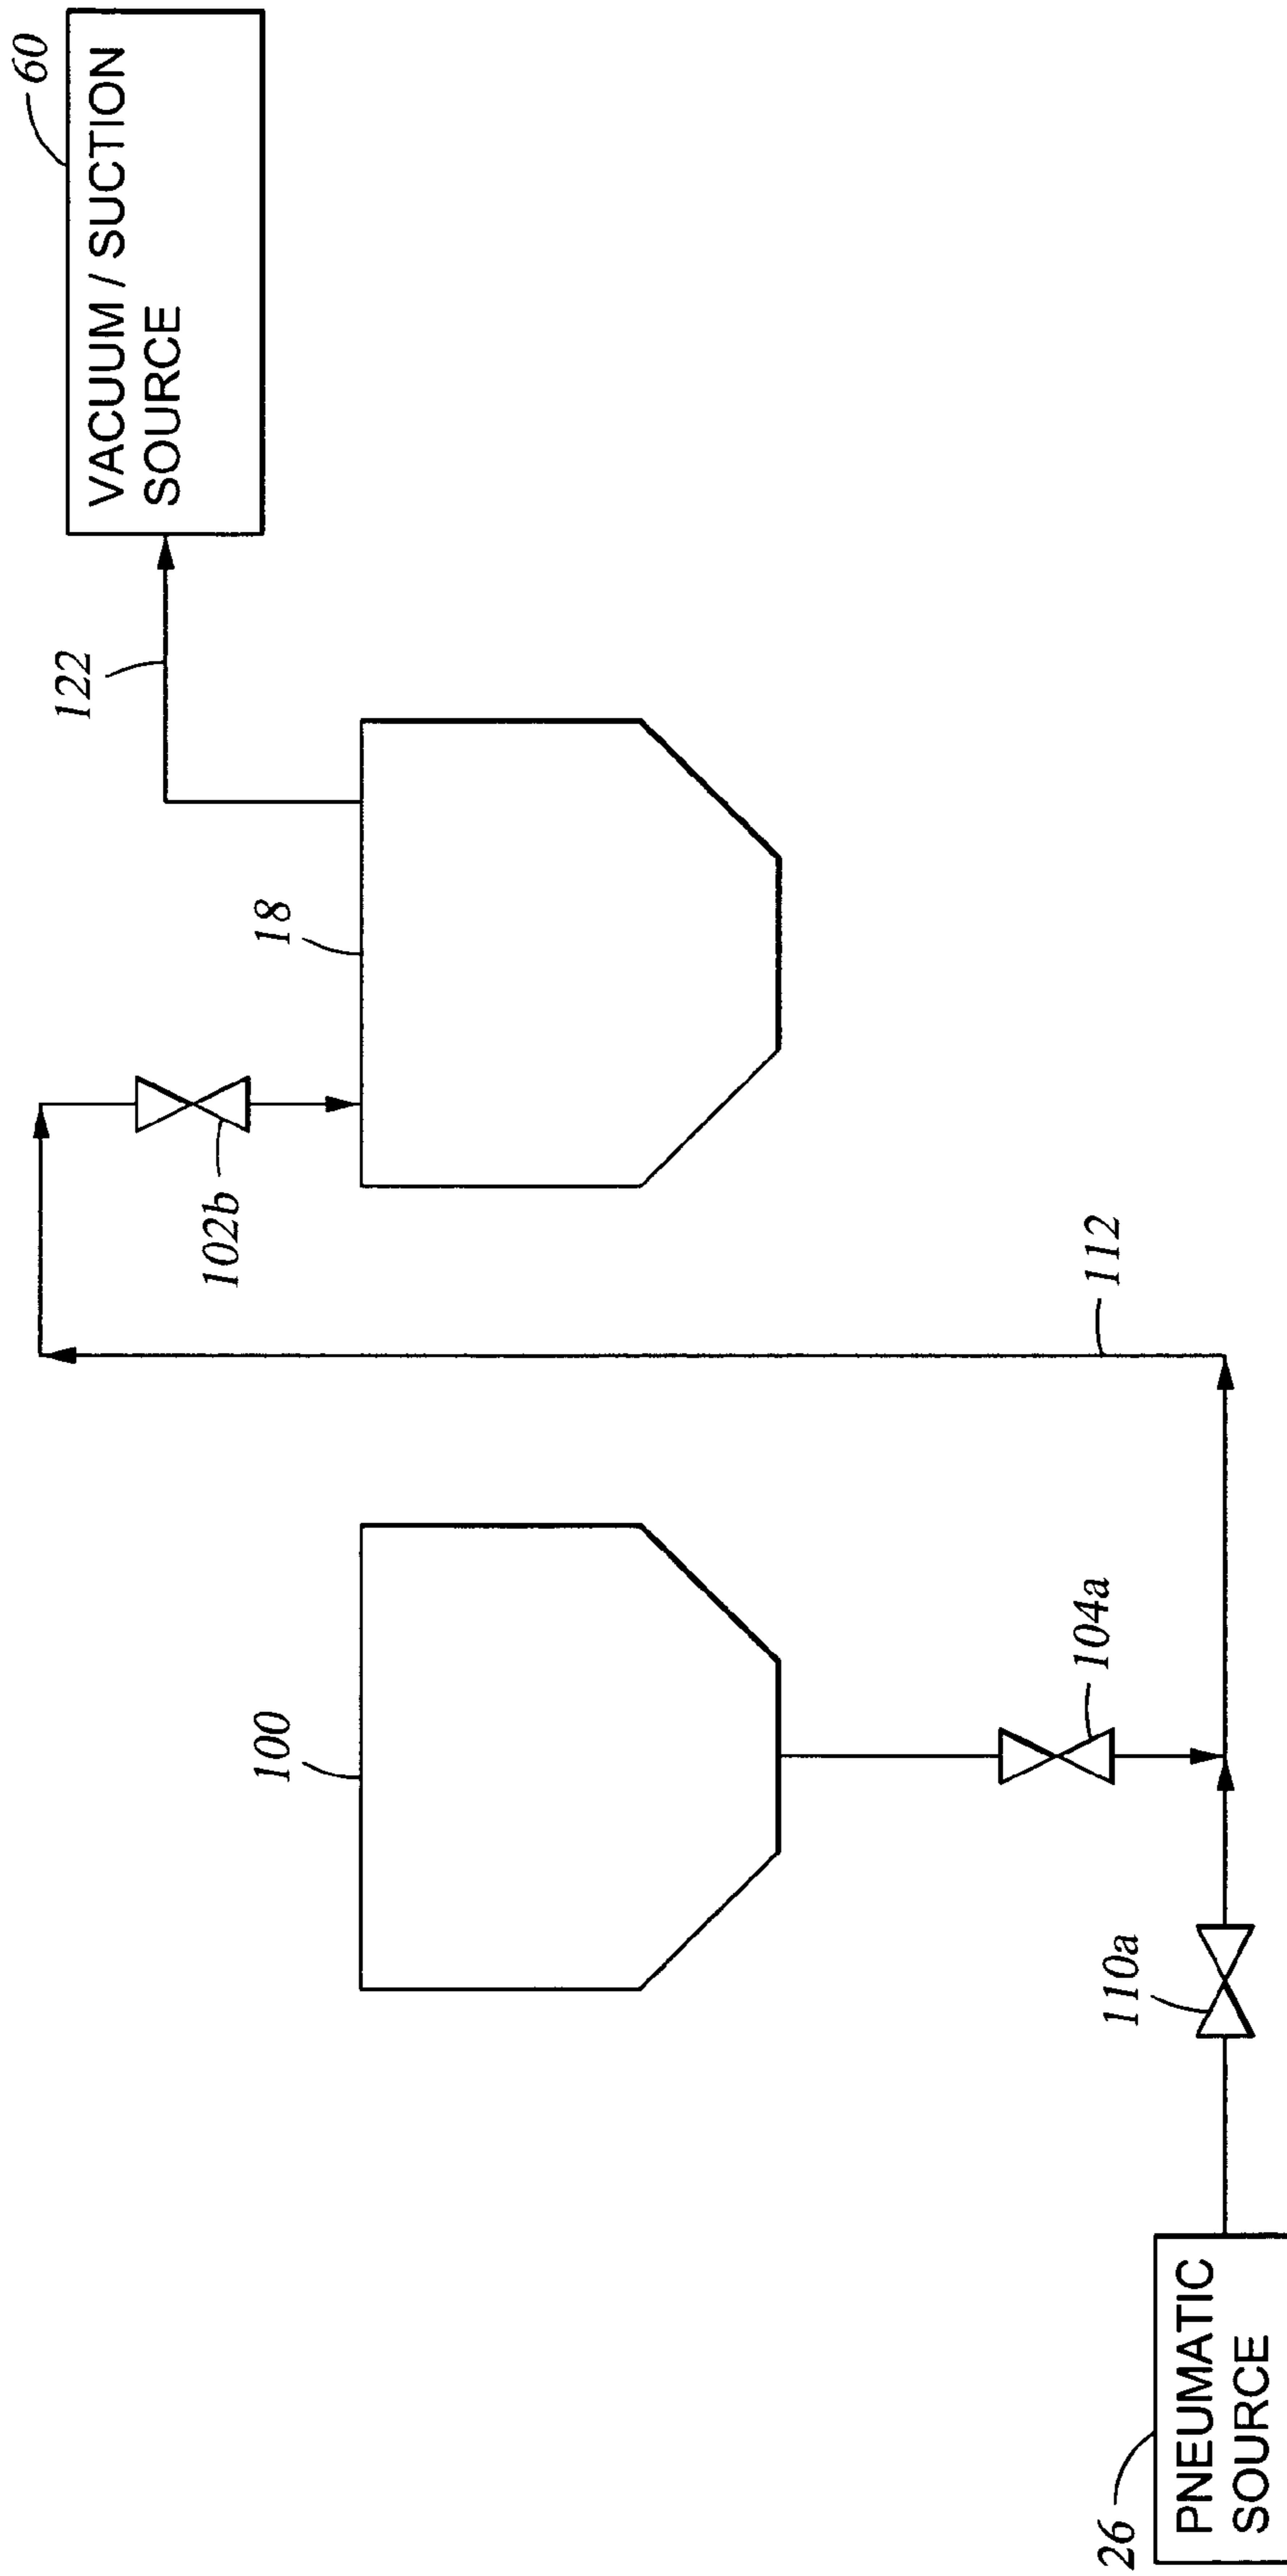 60
VACUUM / SUCTION
SOURCE
122
18
102b
112
100
104a
110a
26
PNEUMATIC
SOURCE